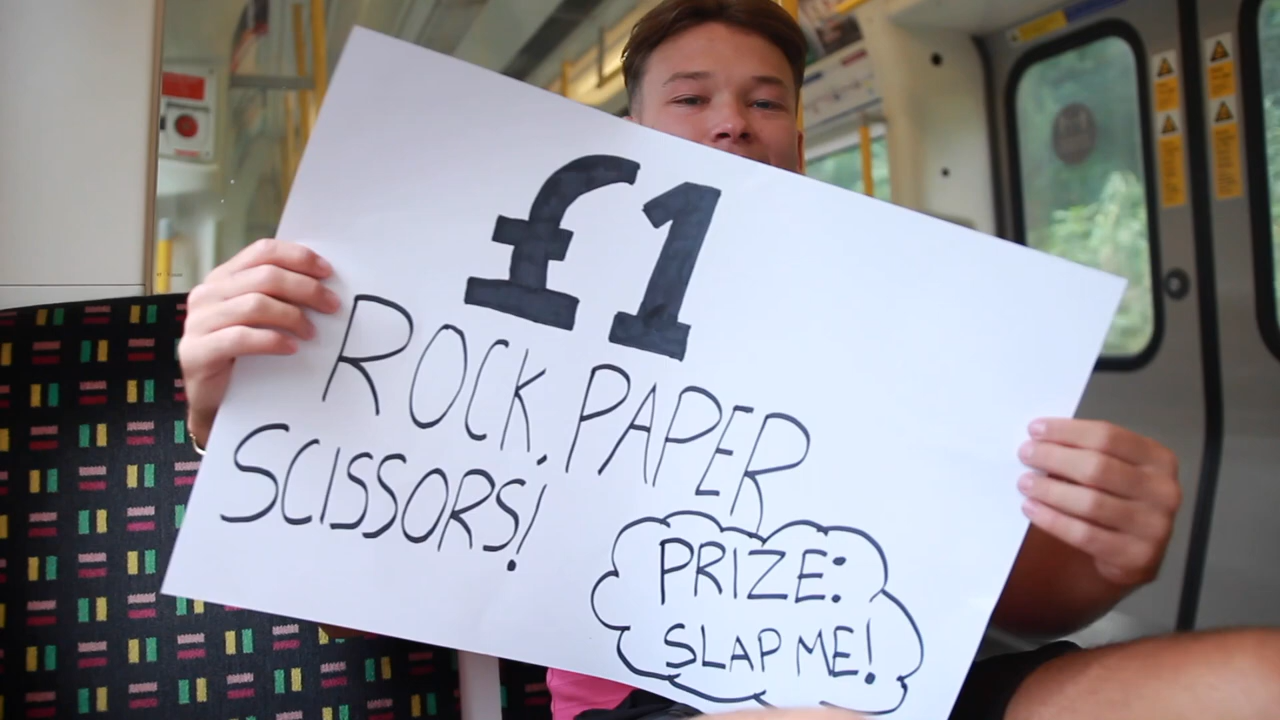 £1
ROCK, PAPER
SCISSORS!
PRIZE:
SLAP ME!